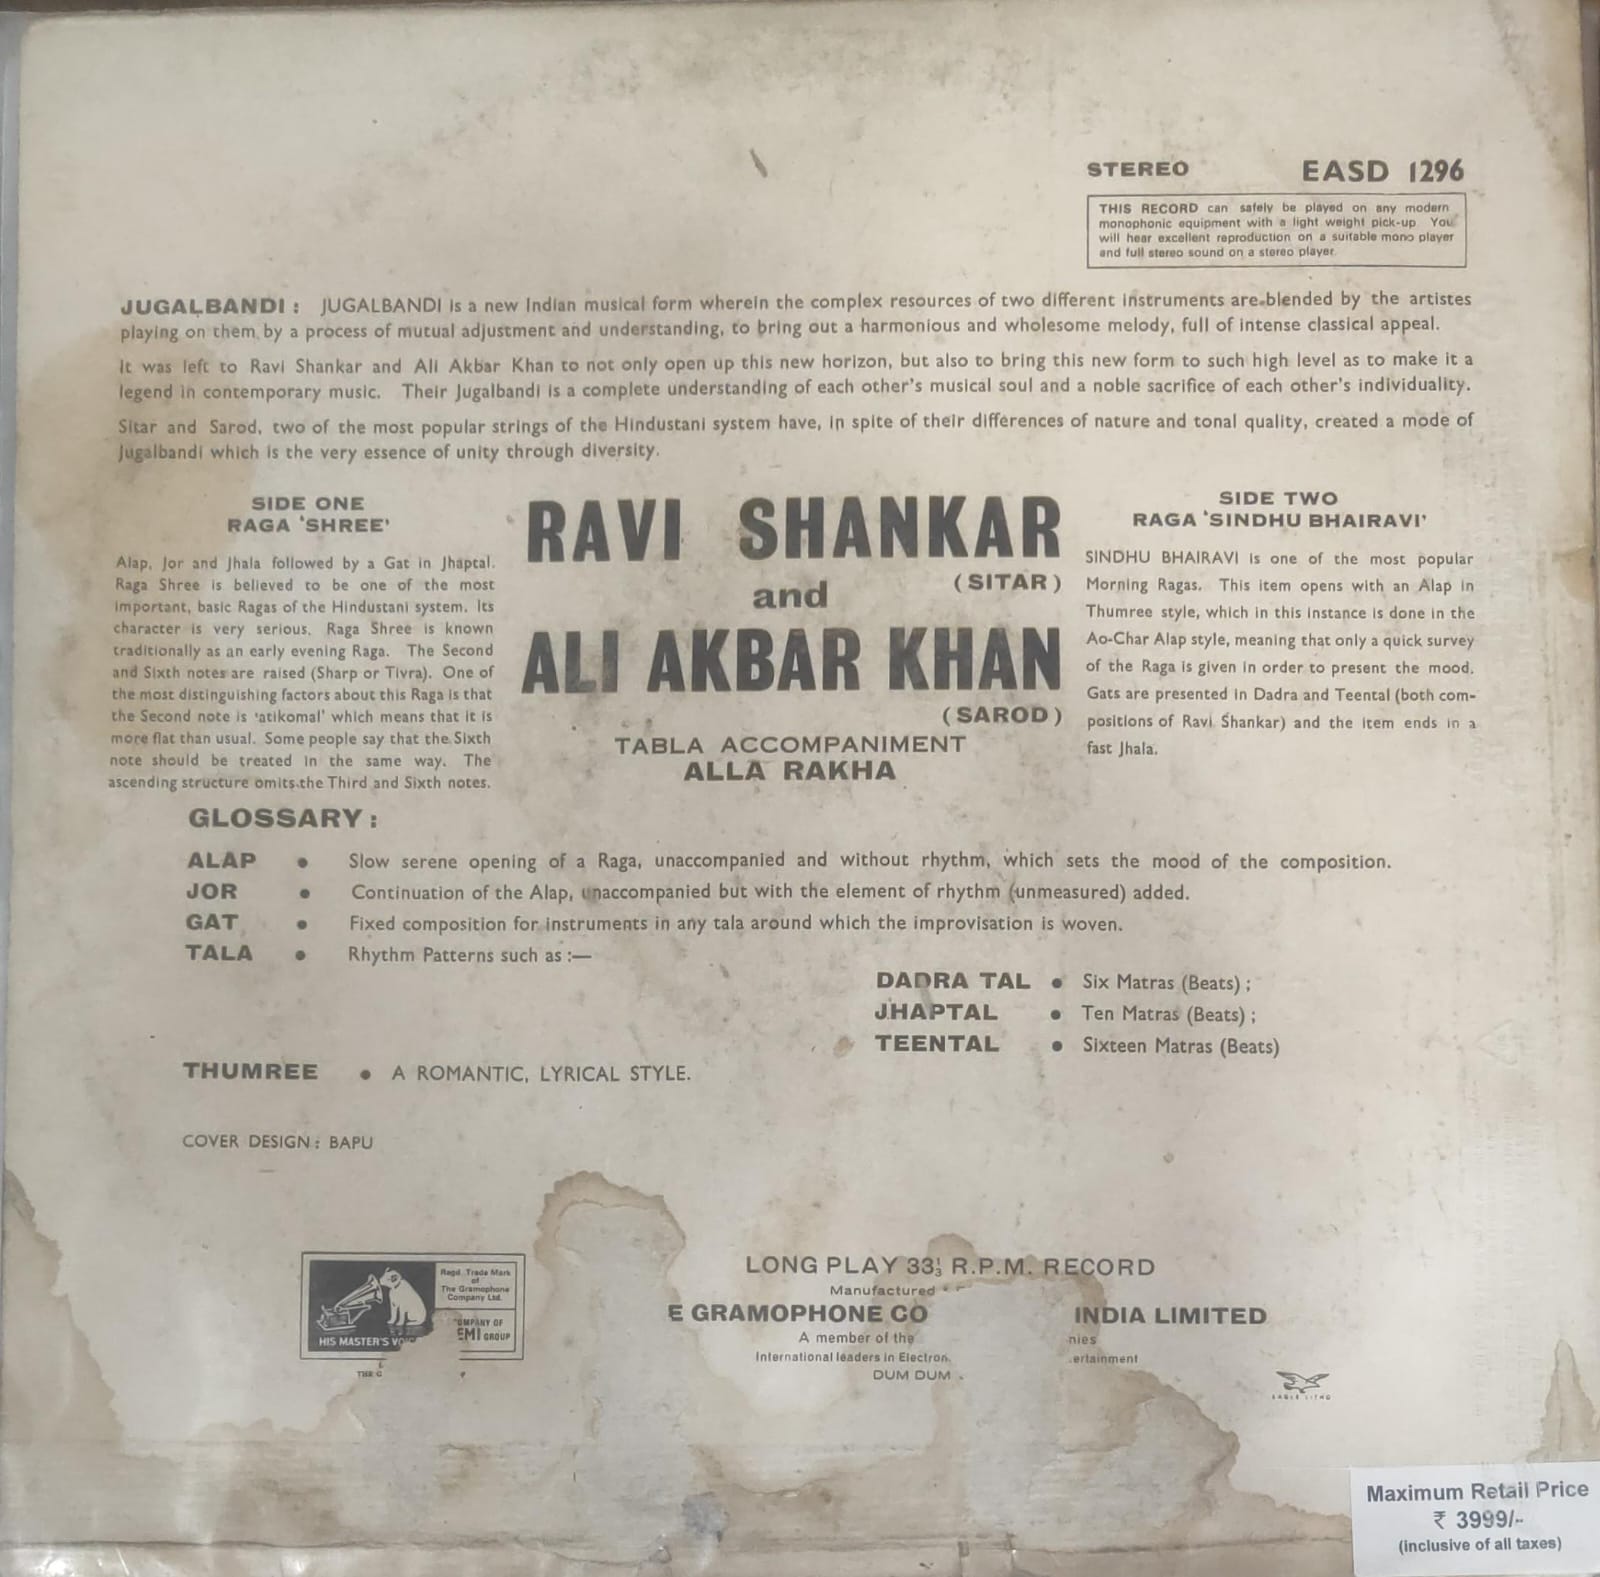 STEREO EASD 1296
THIS RECORD can safely be played on any modern
monophonic equipment with a light weight pick-up You
will hear excellent reproduction on a suitable mono player
and full stereo sound on a stereo player
JUGALBANDI : JUGALBANDI is a new Indian musical form wherein the complex resources of two different instruments are blended by the artistes
playing on them by a process of mutual adjustment and understanding, to bring out a harmonious and wholesome melody, full of intense classical appeal.
It was left to Ravi Shankar and Ali Akbar Khan to not only open up this new horizon, but also to bring this new form to such high level as to make it a
legend in contemporary music. Their Jugalbandi is a complete understanding of each other's musical soul and a noble sacrifice of each other's individuality.
Sitar and Sarod, two of the most popular strings of the Hindustani system have, in spite of their differences of nature and tonal quality, created a mode of
Jugalbandi which is the very essence of unity through diversity.
SIDE ONE
RAGA 'SHREE'
Alap, Jor and Jhala followed by a Gat in Jhaptal.
Raga Shree is believed to be one of the most
important, basic Ragas of the Hindustani system. Its
character is very serious. Raga Shree is known
traditionally as an early evening Raga. The Second
and Sixth notes are raised (Sharp or Tivra). One of
the most distinguishing factors about this Raga is that
the Second note is 'atikomal' which means that it is
more flat than usual. Some people say that the Sixth
note should be treated in the same way. The
ascending structure omits the Third and Sixth notes.
RAVI SHANKAR
(SITAR)
and
ALI AKBAR KHAN
(SAROD)
TABLA ACCOMPANIMENT
ALLA RAKHA
SIDE TWO
RAGA 'SINDHU BHAIRAVI'
SINDHU BHAIRAVI is one of the most popular
Morning Ragas. This item opens with an Alap in
Thumree style, which in this instance is done in the
Ao-Char Alap style, meaning that only a quick survey
of the Raga is given in order to present the mood.
Gats are presented in Dadra and Teental (both com-
positions of Ravi Shankar) and the item ends in a
fast Jhala.
GLOSSARY :
ALAP • Slow serene opening of a Raga, unaccompanied and without rhythm, which sets the mood of the composition.
JOR • Continuation of the Alap, unaccompanied but with the element of rhythm (unmeasured) added.
GAT • Fixed composition for instruments in any tala around which the improvisation is woven.
TALA • Rhythm Patterns such as :—
DADRA TAL • Six Matras (Beats) ;
JHAPTAL • Ten Matras (Beats) ;
TEENTAL • Sixteen Matras (Beats)
THUMREE • A ROMANTIC, LYRICAL STYLE.
COVER DESIGN : BAPU
Regd. Trade Mark
of
The Gramophone
Company Ltd.
OMPANY OF
EMI GROUP
HIS MASTER'S VO
LONG PLAY 33⅓ R.P.M. RECORD
Manufactured
E GRAMOPHONE CO INDIA LIMITED
A member of the nies
International leaders in Electron ertainment
DUM DUM
EAGLE LITHO
Maximum Retail Price
₹ 3999/-
(inclusive of all taxes)